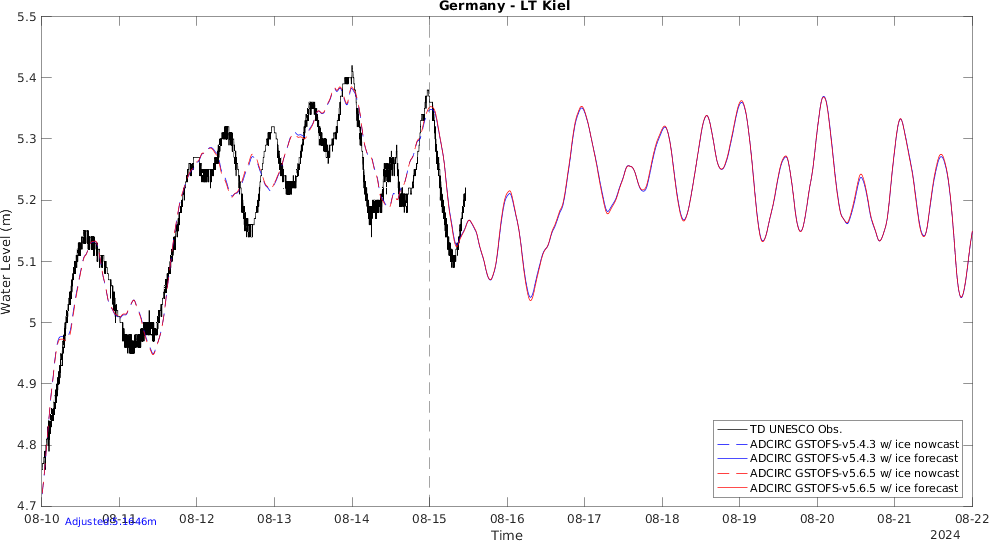 Germany - LT Kiel
5.5
5.4
5.3
5.2
5.1
5
4.9
4.8
4.7
Water Level (m)
08-10
08-11
08-12
08-13
08-14
08-15
08-16
08-17
08-18
08-19
08-20
08-21
08-22
Adjusted:5.1646m
Time
2024
TD UNESCO Obs.
ADCIRC GSTOFS-v5.4.3 w/ ice nowcast
ADCIRC GSTOFS-v5.4.3 w/ ice forecast
ADCIRC GSTOFS-v5.6.5 w/ ice nowcast
ADCIRC GSTOFS-v5.6.5 w/ ice forecast